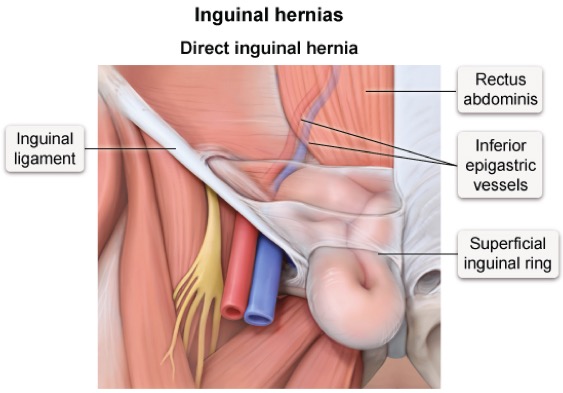 Inguinal hernias
Direct inguinal hernia
Rectus
abdominis
Inguinal
ligament
Inferior
epigastric
vessels
Superficial
inguinal ring